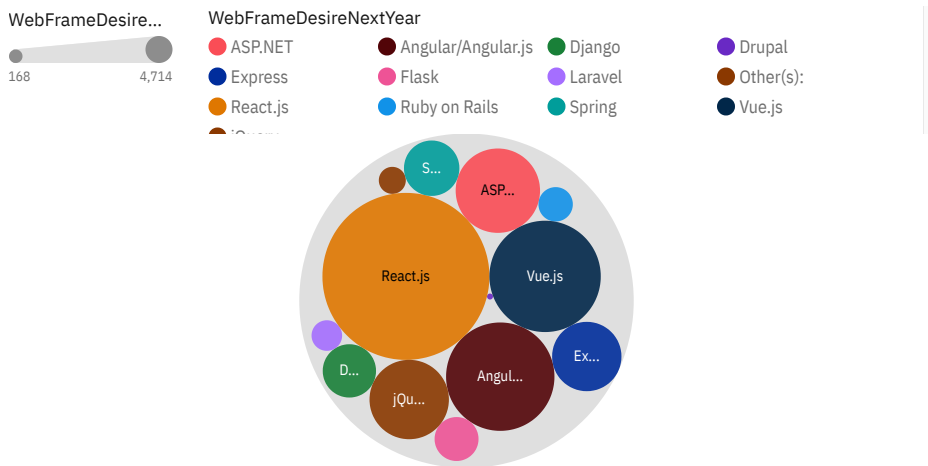 WebFrameDesire...
168 4,714
WebFrameDesireNextYear
ASP.NET Angular/Angular.js Django Drupal
Express Flask Laravel Other(s):
React.js Ruby on Rails Spring Vue.js
jQuery
S...
ASP...
React.js
Vue.js
Ex...
D...
Angul...
jQu...